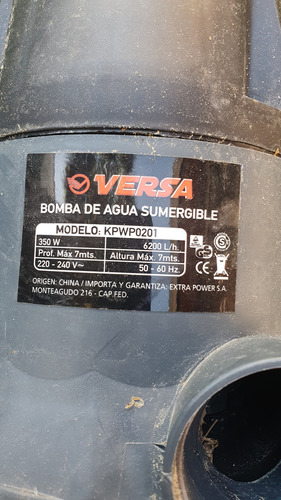 VERSA
BOMBA DE AGUA SUMERGIBLE
MODELO: KPWP0201
350 W 6200 L/h.
Prof. Máx 7mts. Altura Máx. 7mts.
220 - 240 V~ 50 - 60 Hz.
ORIGEN: CHINA / IMPORTA Y GARANTIZA: EXTRA POWER S.A.
MONTEAGUDO 216 - CAP.FED.